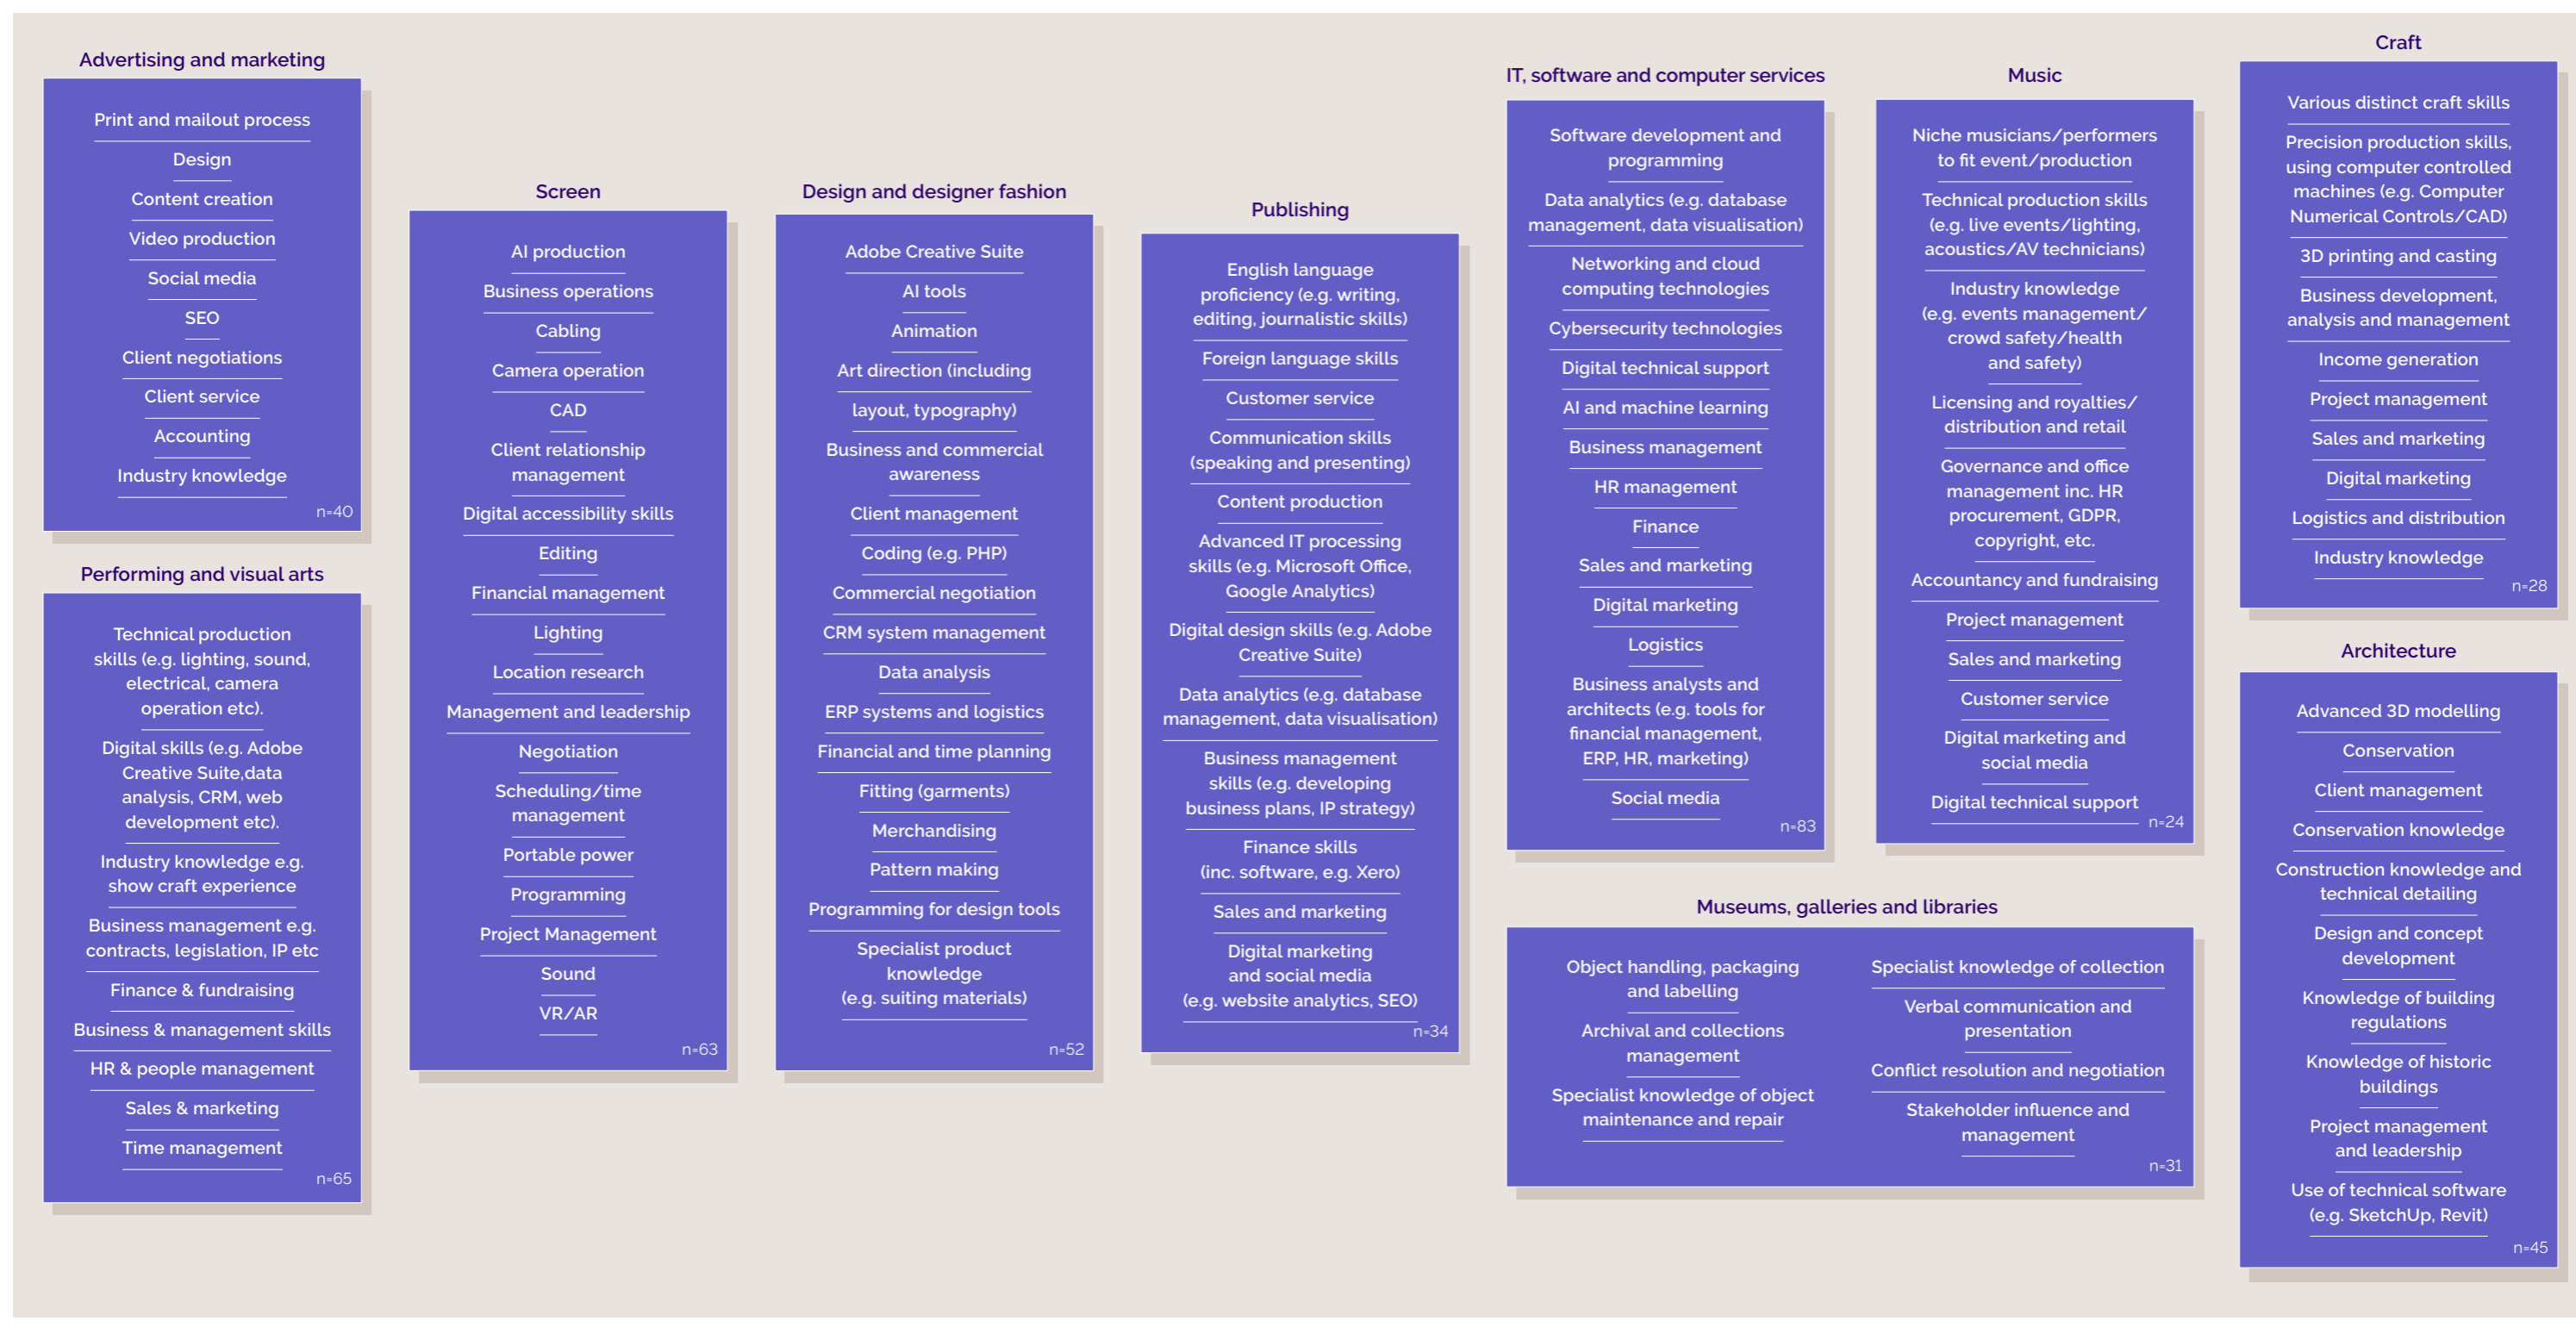 Advertising and marketing
Print and mailout process
Design
Content creation
Video production
Social media
SEO
Client negotiations
Client service
Accounting
Industry knowledge
n=40
Performing and visual arts
Technical production
skills (e.g. lighting, sound,
electrical, camera
operation etc).
Digital skills (e.g. Adobe
Creative Suite,data
analysis, CRM, web
development etc).
Industry knowledge e.g.
show craft experience
Business management e.g.
contracts, legislation, IP etc
Finance & fundraising
Business & management skills
HR & people management
Sales & marketing
Time management
n=65
Screen
AI production
Business operations
Cabling
Camera operation
CAD
Client relationship
management
Digital accessibility skills
Editing
Financial management
Lighting
Location research
Management and leadership
Negotiation
Scheduling/time
management
Portable power
Programming
Project Management
Sound
VR/AR
n=63
Design and designer fashion
Adobe Creative Suite
AI tools
Animation
Art direction (including
layout, typography)
Business and commercial
awareness
Client management
Coding (e.g. PHP)
Commercial negotiation
CRM system management
Data analysis
ERP systems and logistics
Financial and time planning
Fitting (garments)
Merchandising
Pattern making
Programming for design tools
Specialist product
knowledge
(e.g. suiting materials)
n=52
Publishing
English language
proficiency (e.g. writing,
editing, journalistic skills)
Foreign language skills
Customer service
Communication skills
(speaking and presenting)
Content production
Advanced IT processing
skills (e.g. Microsoft Office,
Google Analytics)
Digital design skills (e.g. Adobe
Creative Suite)
Data analytics (e.g. database
management, data visualisation)
Business management
skills (e.g. developing
business plans, IP strategy)
Finance skills
(inc. software, e.g. Xero)
Sales and marketing
Digital marketing
and social media
(e.g. website analytics, SEO)
n=34
IT, software and computer services
Software development and
programming
Data analytics (e.g. database
management, data visualisation)
Networking and cloud
computing technologies
Cybersecurity technologies
Digital technical support
AI and machine learning
Business management
HR management
Finance
Sales and marketing
Digital marketing
Logistics
Business analysts and
architects (e.g. tools for
financial management,
ERP, HR, marketing)
Social media
n=83
Music
Niche musicians/performers
to fit event/production
Technical production skills
(e.g. live events/lighting,
acoustics/AV technicians)
Industry knowledge
(e.g. events management/
crowd safety/health
and safety)
Licensing and royalties/
distribution and retail
Governance and office
management inc. HR
procurement, GDPR,
copyright, etc.
Accountancy and fundraising
Project management
Sales and marketing
Customer service
Digital marketing and
social media
Digital technical support
n=24
Museums, galleries and libraries
Object handling, packaging
and labelling
Archival and collections
management
Specialist knowledge of object
maintenance and repair
Specialist knowledge of collection
Verbal communication and
presentation
Conflict resolution and negotiation
Stakeholder influence and
management
n=31
Craft
Various distinct craft skills
Precision production skills,
using computer controlled
machines (e.g. Computer
Numerical Controls/CAD)
3D printing and casting
Business development,
analysis and management
Income generation
Project management
Sales and marketing
Digital marketing
Logistics and distribution
Industry knowledge
n=28
Architecture
Advanced 3D modelling
Conservation
Client management
Conservation knowledge
Construction knowledge and
technical detailing
Design and concept
development
Knowledge of building
regulations
Knowledge of historic
buildings
Project management
and leadership
Use of technical software
(e.g. SketchUp, Revit)
n=45